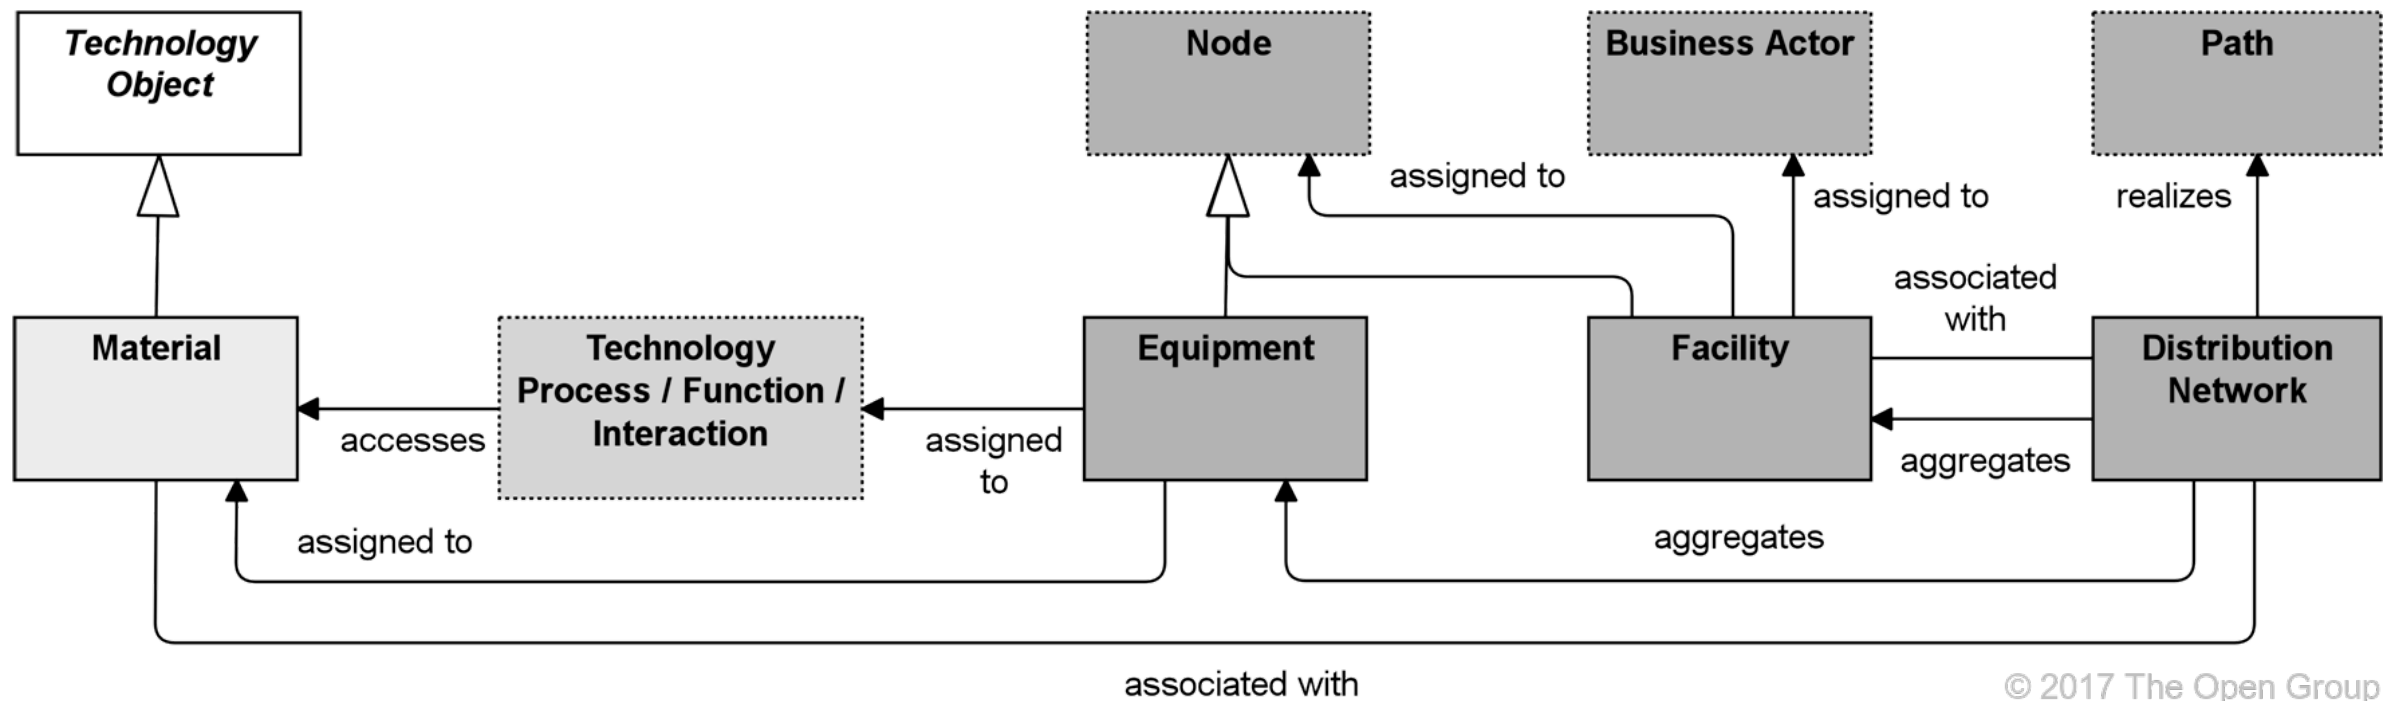 Technology
Object
Node
Business Actor
Path
assigned to
assigned to
realizes
associated
with
Material
Technology
Process / Function /
Interaction
Equipment
Facility
Distribution
Network
accesses
assigned
to
aggregates
assigned to
aggregates
associated with
© 2017 The Open Group